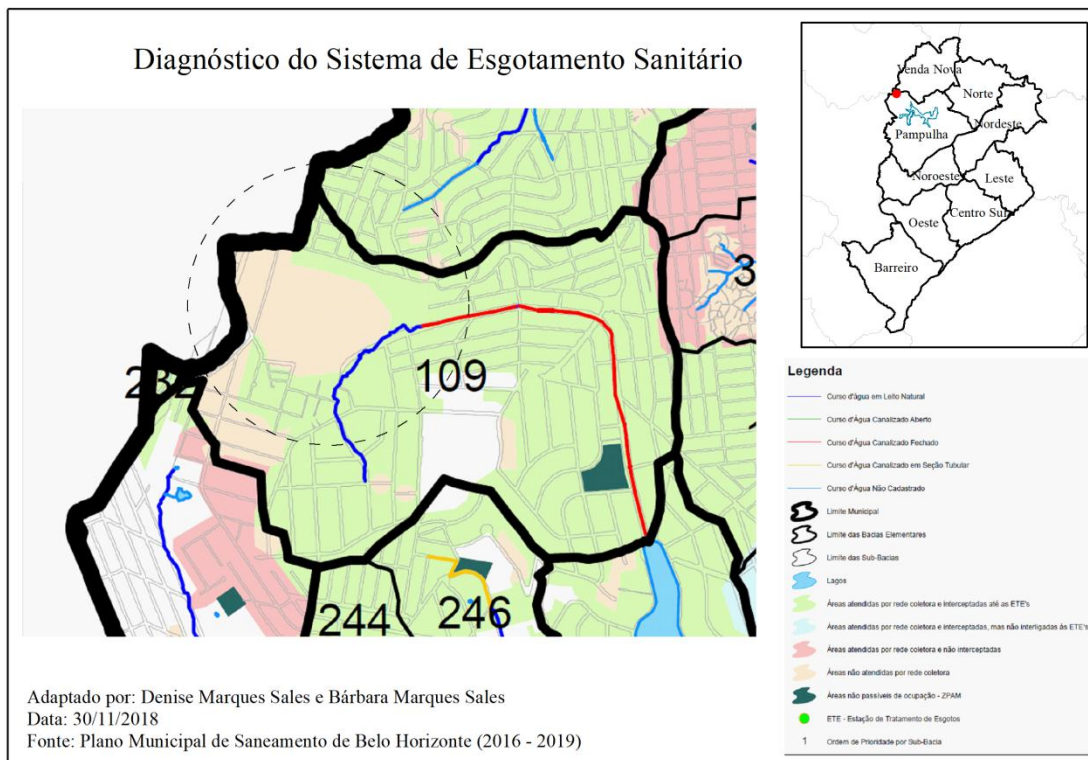 Diagnóstico do Sistema de Esgotamento Sanitário
232
109
3
244
246
Adaptado por: Denise Marques Sales e Bárbara Marques Sales
Data: 30/11/2018
Fonte: Plano Municipal de Saneamento de Belo Horizonte (2016 - 2019)
Venda Nova
Norte
Nordeste
Pampulha
Noroeste
Leste
Centro Sul
Oeste
Barreiro
Legenda
Curso d'água em Leito Natural
Curso d'Água Canalizado Aberto
Curso d'Água Canalizado Fechado
Curso d'Água Canalizado em Seção Tubular
Curso d'Água Não Cadastrado
Limite Municipal
Limite das Bacias Elementares
Limite das Sub-Bacias
Lagos
Áreas atendidas por rede coletora e interceptadas até as ETE's
Áreas atendidas por rede coletora e interceptadas, mas não interligadas às ETE's
Áreas atendidas por rede coletora e não interceptadas
Áreas não atendidas por rede coletora
Áreas não passíveis de ocupação - ZPAM
ETE - Estação de Tratamento de Esgotos
1 Ordem de Prioridade por Sub-Bacia